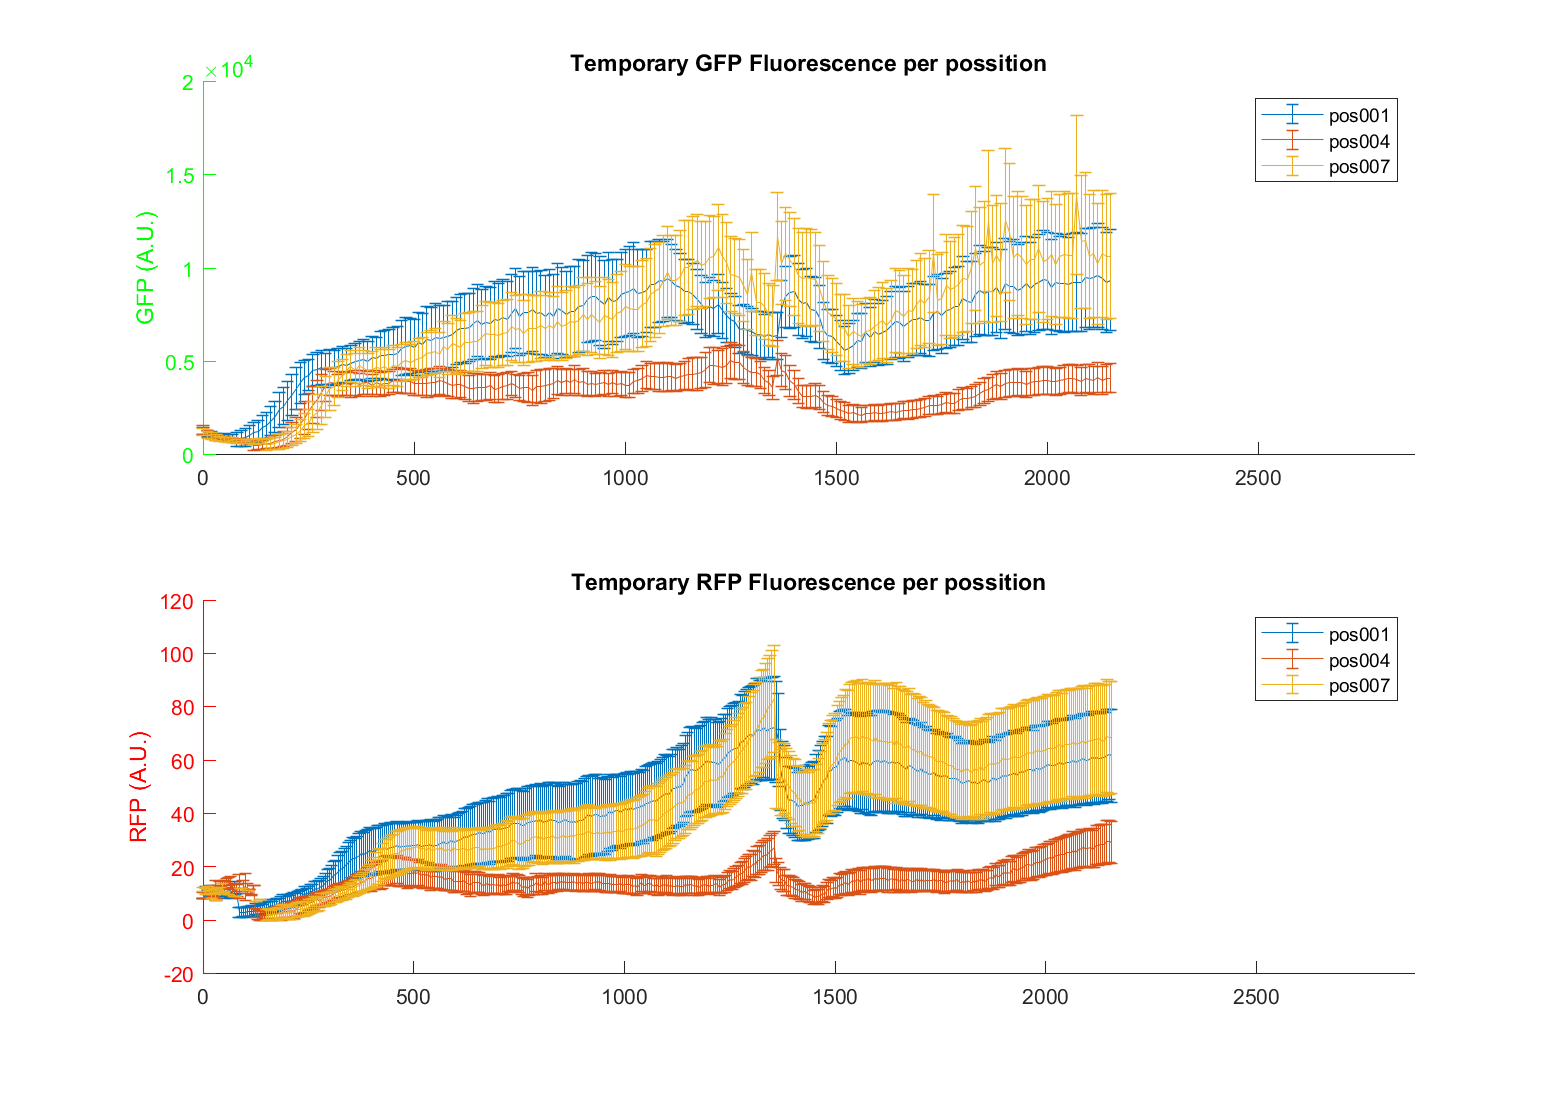 Temporary GFP Fluorescence per possition
×10^4
2
1.5
1
0.5
0
GFP (A.U.)
0 500 1000 1500 2000 2500
pos001
pos004
pos007
Temporary RFP Fluorescence per possition
120
100
80
60
40
20
0
-20
RFP (A.U.)
0 500 1000 1500 2000 2500
pos001
pos004
pos007